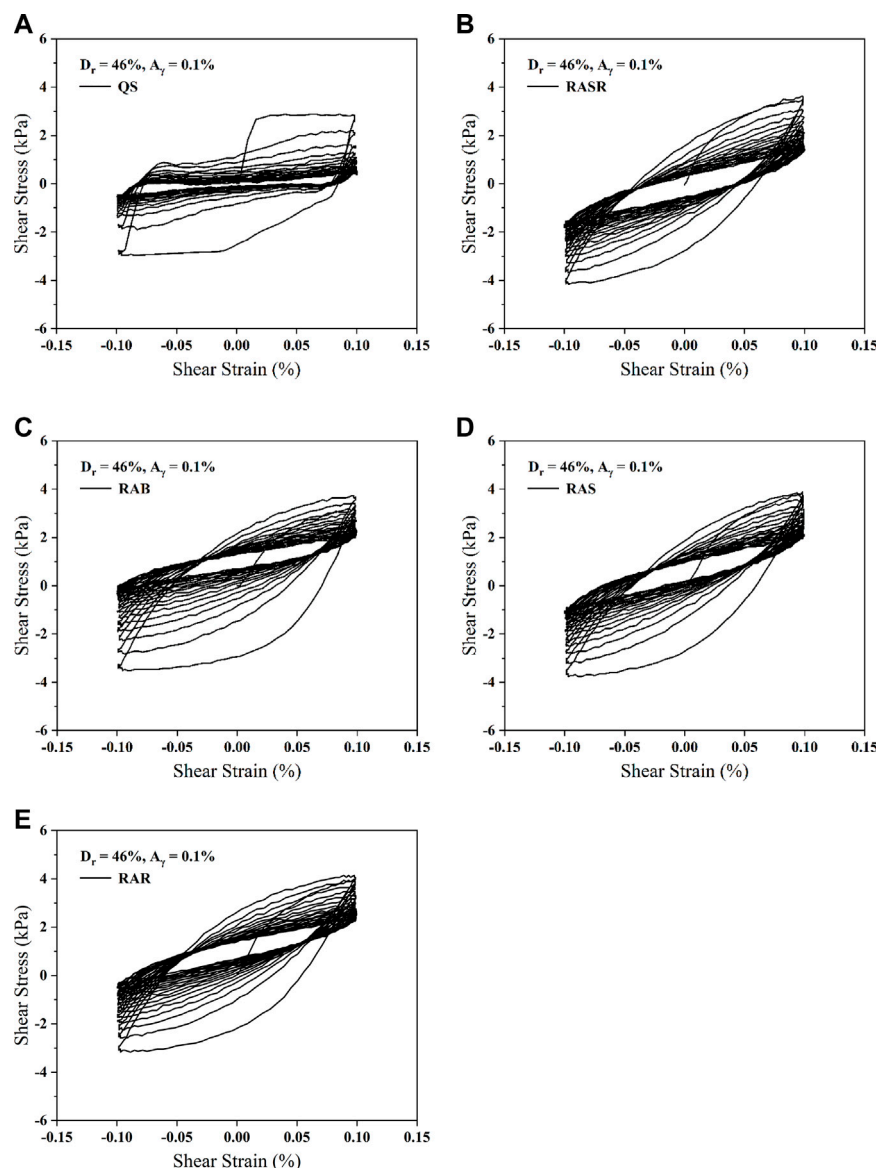 A
6
4
2
0
-2
-4
-6
Shear Stress (kPa)
Dᵣ = 46%, Aᵧ = 0.1%
QS
-0.15 -0.10 -0.05 0.00 0.05 0.10 0.15
Shear Strain (%)
B
6
4
2
0
-2
-4
-6
Shear Stress (kPa)
Dᵣ = 46%, Aᵧ = 0.1%
RASR
-0.15 -0.10 -0.05 0.00 0.05 0.10 0.15
Shear Strain (%)
C
6
4
2
0
-2
-4
-6
Shear Stress (kPa)
Dᵣ = 46%, Aᵧ = 0.1%
RAB
-0.15 -0.10 -0.05 0.00 0.05 0.10 0.15
Shear Strain (%)
D
6
4
2
0
-2
-4
-6
Shear Stress (kPa)
Dᵣ = 46%, Aᵧ = 0.1%
RAS
-0.15 -0.10 -0.05 0.00 0.05 0.10 0.15
Shear Strain (%)
E
6
4
2
0
-2
-4
-6
Shear Stress (kPa)
Dᵣ = 46%, Aᵧ = 0.1%
RAR
-0.15 -0.10 -0.05 0.00 0.05 0.10 0.15
Shear Strain (%)